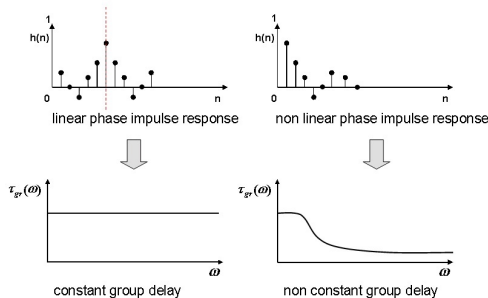 1
h(n)
0
n
linear phase impulse response
1
h(n)
0
n
non linear phase impulse response
τgr(ω)
ω
constant group delay
τgr(ω)
ω
non constant group delay